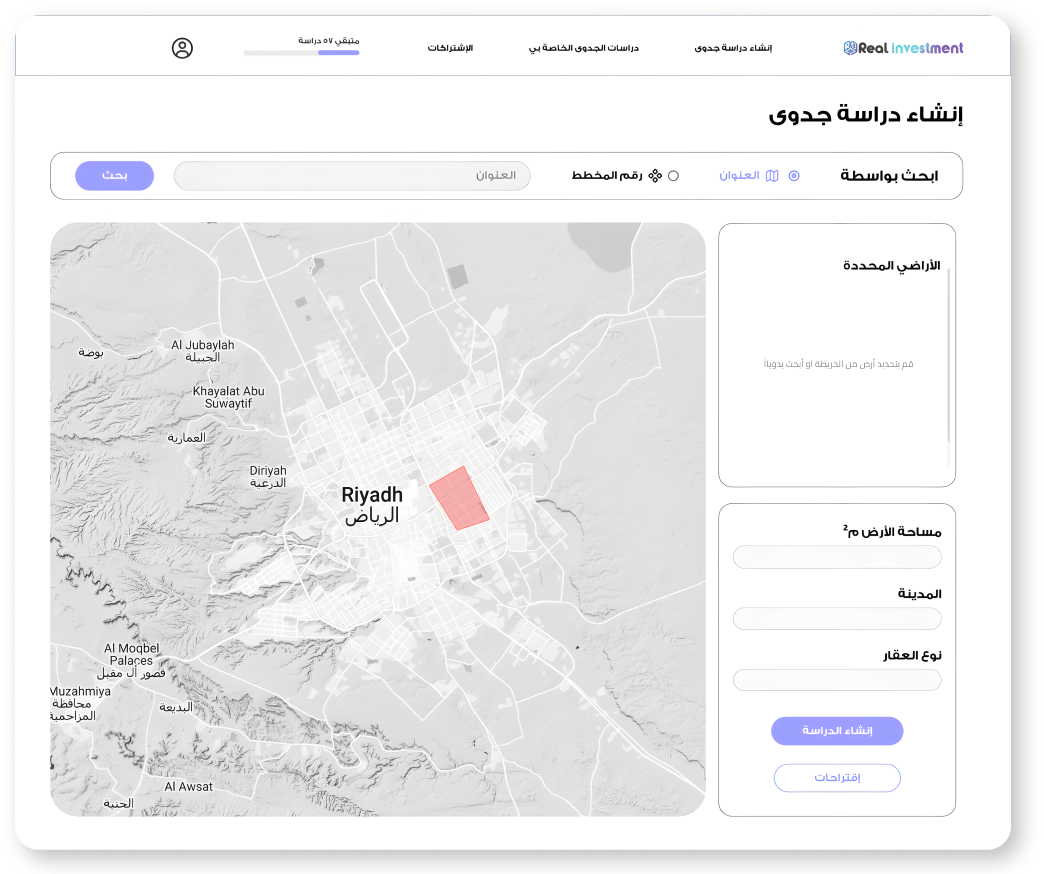 Real investment
إنشاء دراسة جدوى
دراسات الجدوى الخاصة بي
الإشتراكات
متبقي ٥٧ دراسة
إنشاء دراسة جدوى
ابحث بواسطة
العنوان
رقم المخطط
العنوان
بحث
الأراضي المحددة
قم بتحديد أرض من الخريطة او أبحث يدوياً
مساحة الأرض م²
المدينة
نوع العقار
إنشاء الدراسة
إقتراحات
بوضة
Al Jubaylah
الجبيلة
Khayalat Abu
Suwaytif
العمارية
Diriyah
الدرعية
Riyadh
الرياض
Al Moqbel
Palaces
قصور آل مقبل
Muzahmiya
محافظة
المزاحمية
البديعة
Al Awsat
الحنية